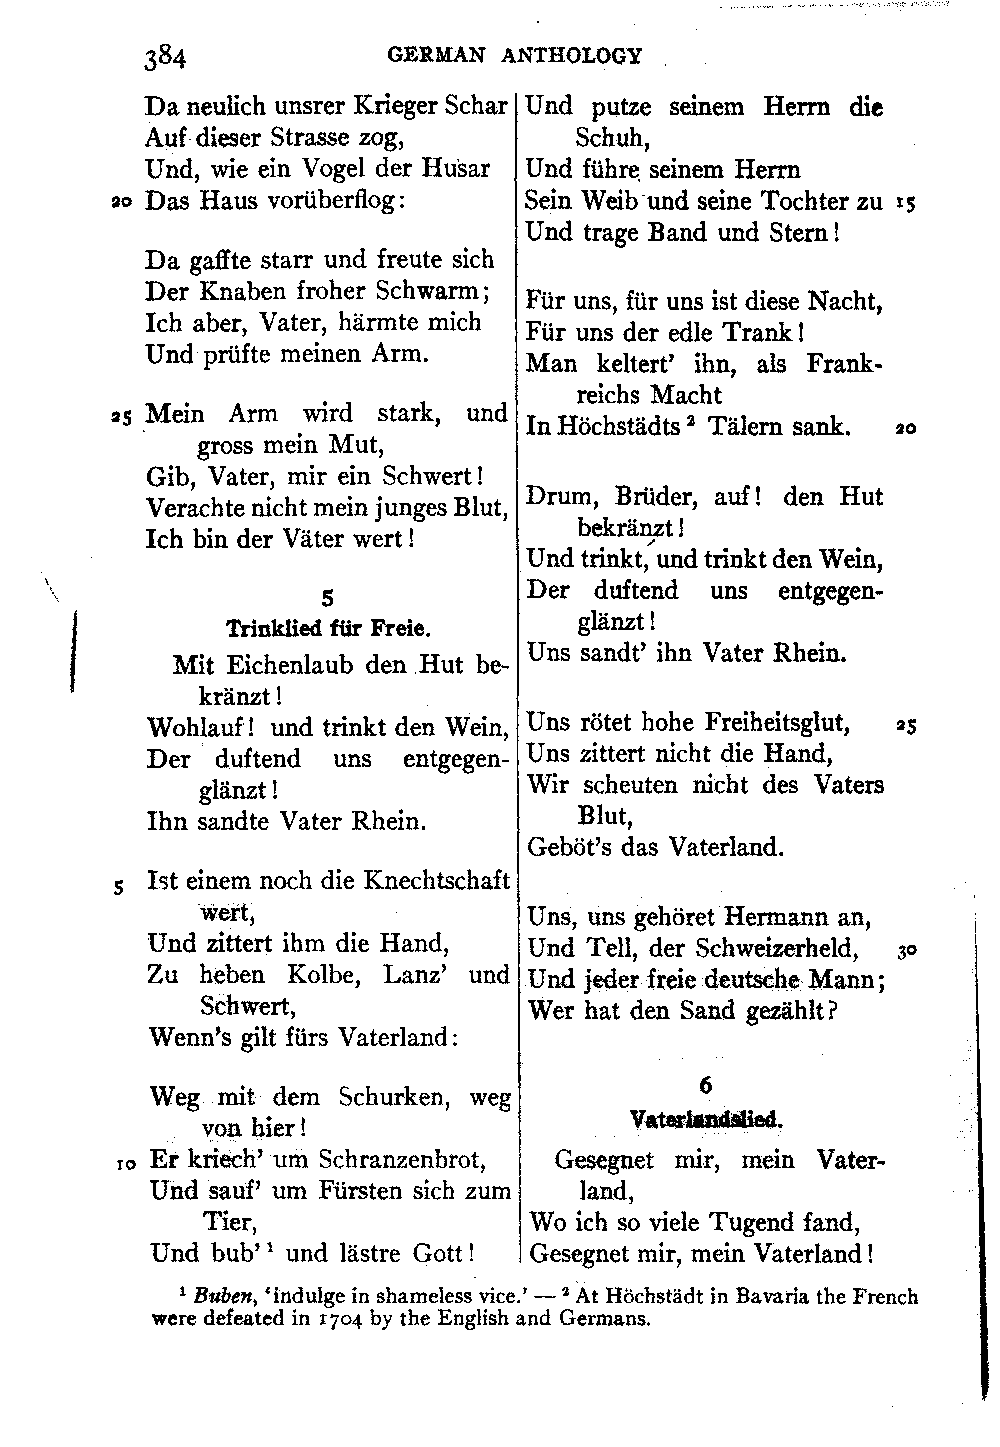 384
GERMAN ANTHOLOGY
Da neulich unsrer Krieger Schar
Auf dieser Strasse zog,
Und, wie ein Vogel der Husar
20 Das Haus vorüberflog:
Da gaffte starr und freute sich
Der Knaben froher Schwarm;
Ich aber, Vater, härmte mich
Und prüfte meinen Arm.
25 Mein Arm wird stark, und
gross mein Mut,
Gib, Vater, mir ein Schwert!
Verachte nicht mein junges Blut,
Ich bin der Väter wert!
5
Trinklied für Freie.
Mit Eichenlaub den Hut be-
kränzt!
Wohlauf! und trinkt den Wein,
Der duftend uns entgegen-
glänzt!
Ihn sandte Vater Rhein.
5 Ist einem noch die Knechtschaft
wert,
Und zittert ihm die Hand,
Zu heben Kolbe, Lanz' und
Schwert,
Wenn's gilt fürs Vaterland:
Weg mit dem Schurken, weg
von hier!
10 Er kriech' um Schranzenbrot,
Und sauf' um Fürsten sich zum
Tier,
Und bub' ¹ und lästre Gott!
Und putze seinem Herrn die
Schuh,
Und führe seinem Herrn
Sein Weib und seine Tochter zu 15
Und trage Band und Stern!
Für uns, für uns ist diese Nacht,
Für uns der edle Trank!
Man keltert' ihn, als Frank-
reichs Macht
In Höchstädts ² Tälern sank. 20
Drum, Brüder, auf! den Hut
bekränzt!
Und trinkt, und trinkt den Wein,
Der duftend uns entgegen-
glänzt!
Uns sandt' ihn Vater Rhein.
Uns rötet hohe Freiheitsglut, 25
Uns zittert nicht die Hand,
Wir scheuten nicht des Vaters
Blut,
Geböt's das Vaterland.
Uns, uns gehöret Hermann an,
Und Tell, der Schweizerheld, 30
Und jeder freie deutsche Mann;
Wer hat den Sand gezählt?
6
Vaterlandslied.
Gesegnet mir, mein Vater-
land,
Wo ich so viele Tugend fand,
Gesegnet mir, mein Vaterland!
¹ Buben, 'indulge in shameless vice.' — ² At Höchstädt in Bavaria the French
were defeated in 1704 by the English and Germans.